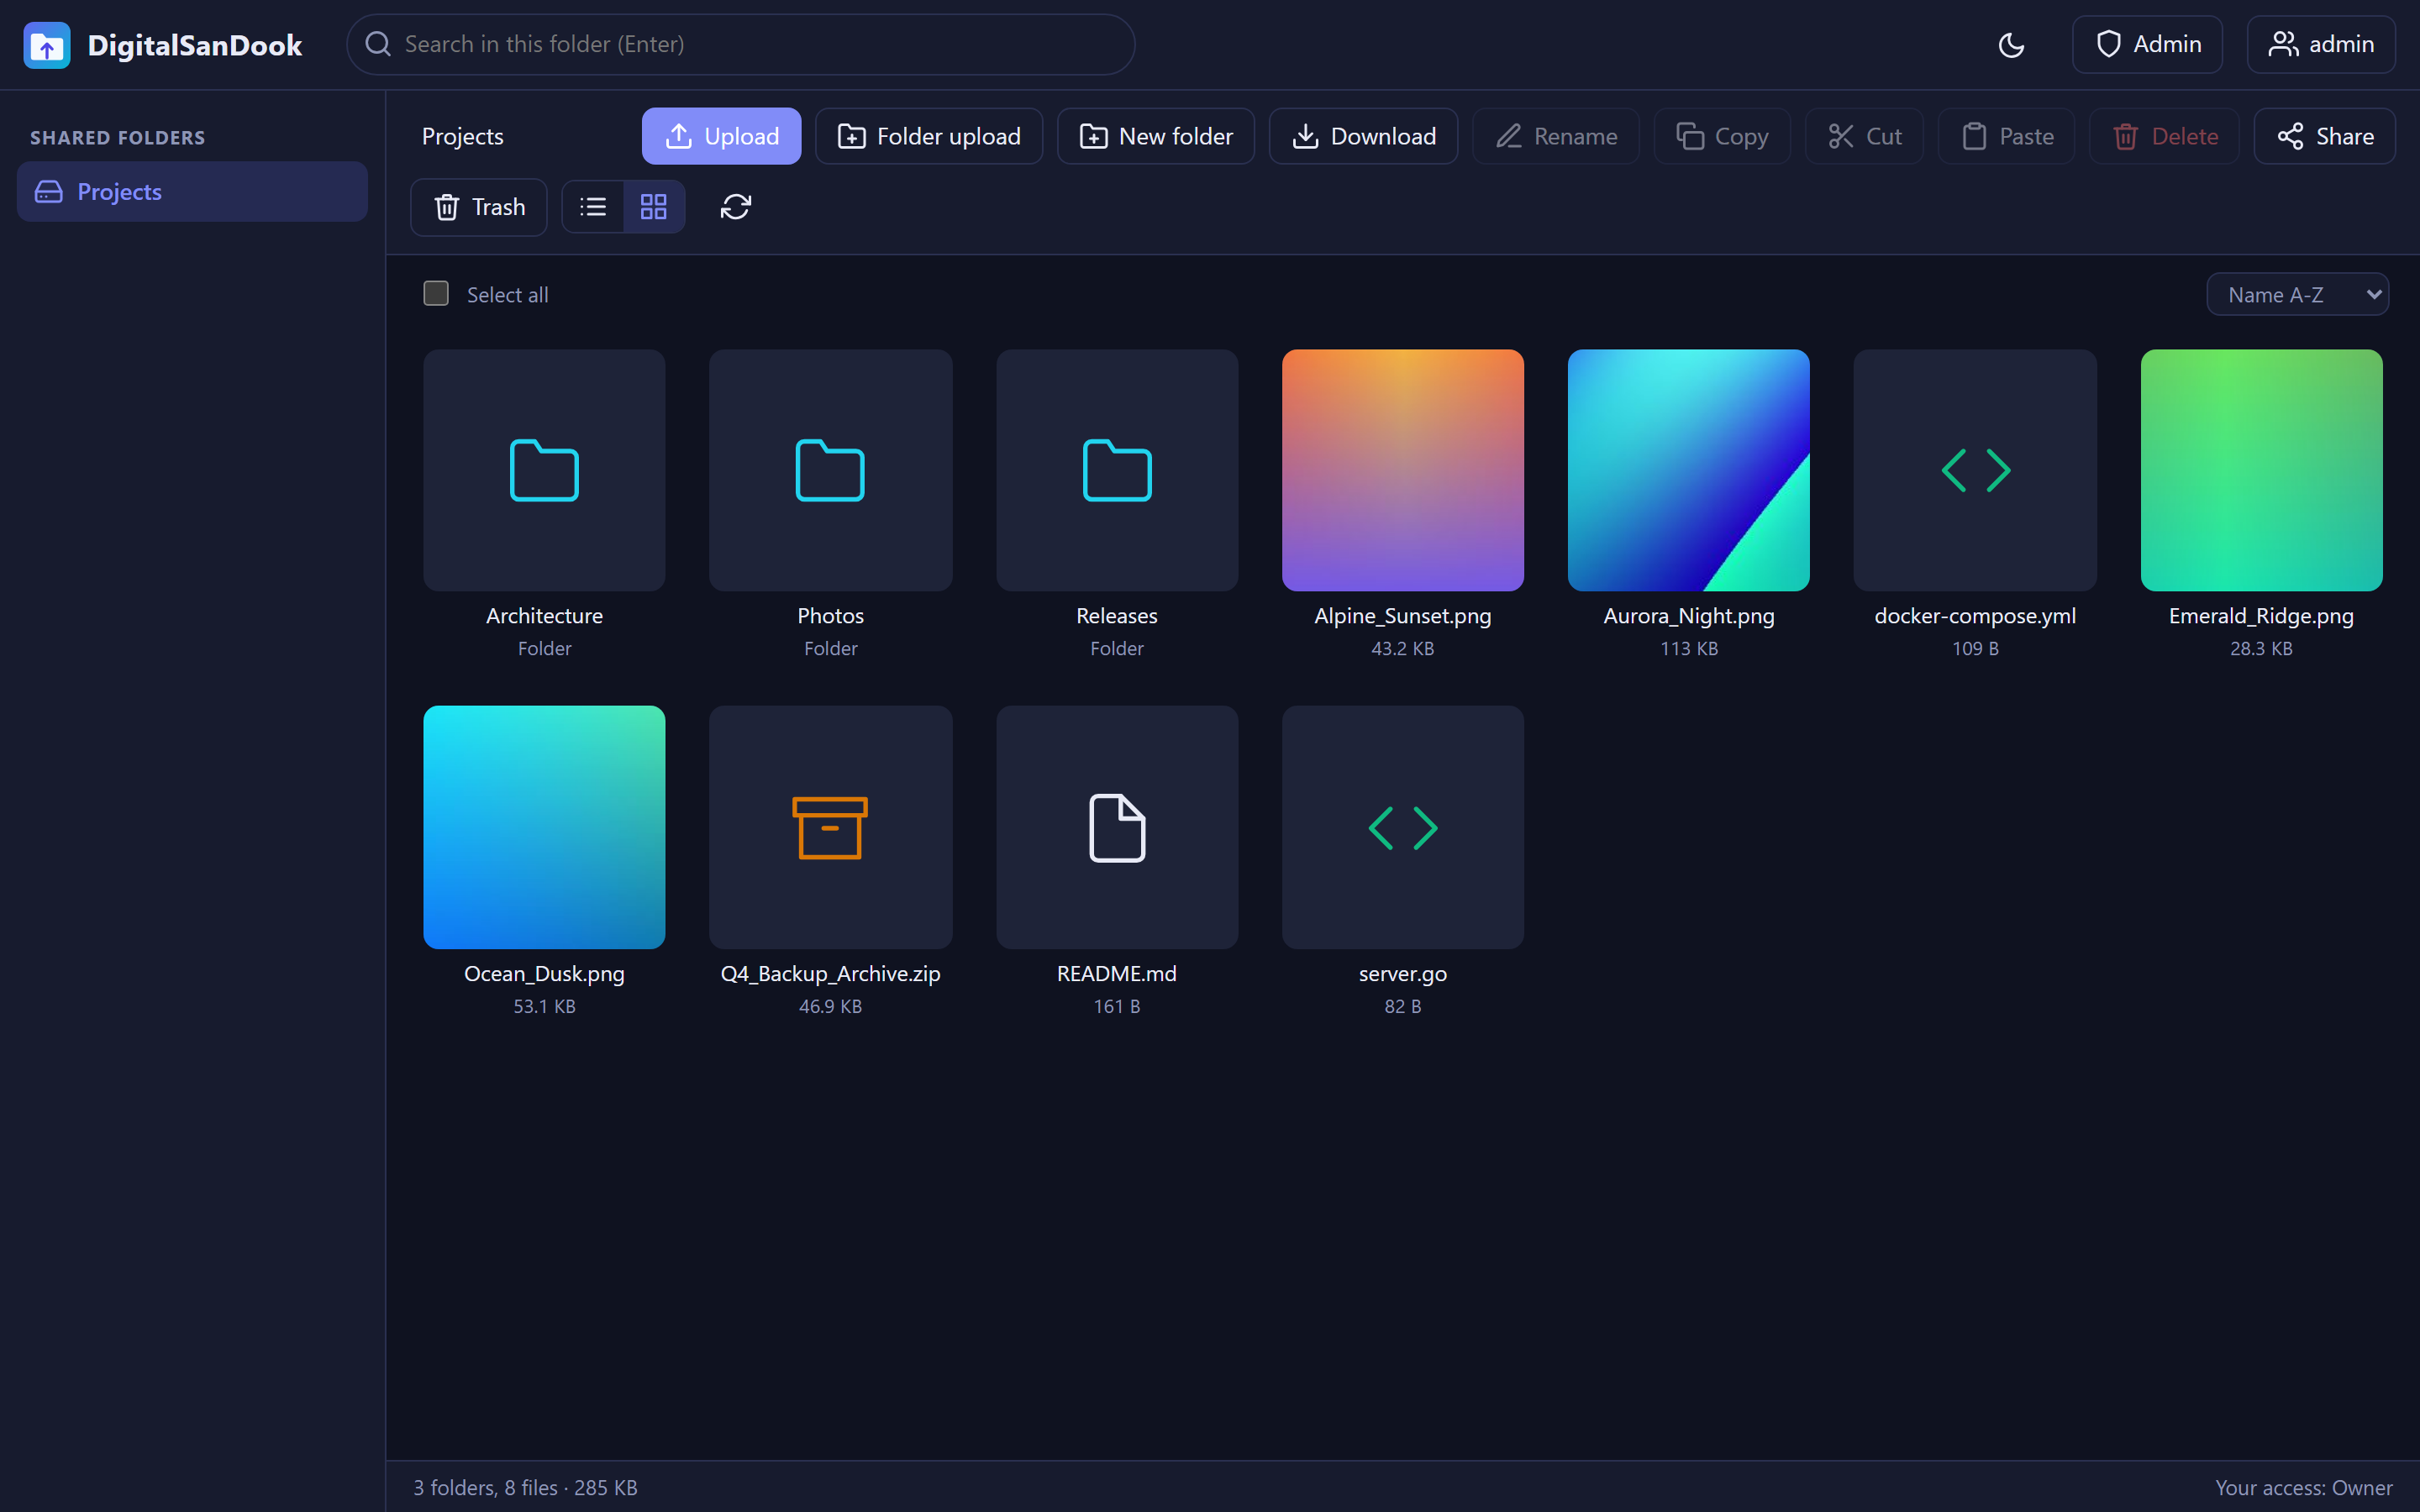 DigitalSanDook
Search in this folder (Enter)
Admin
admin
SHARED FOLDERS
Projects
Projects
Upload
Folder upload
New folder
Download
Rename
Copy
Cut
Paste
Delete
Share
Trash
Select all
Name A-Z
Architecture
Folder
Photos
Folder
Releases
Folder
Alpine_Sunset.png
43.2 KB
Aurora_Night.png
113 KB
docker-compose.yml
109 B
Emerald_Ridge.png
28.3 KB
Ocean_Dusk.png
53.1 KB
Q4_Backup_Archive.zip
46.9 KB
README.md
161 B
server.go
82 B
3 folders, 8 files · 285 KB
Your access: Owner